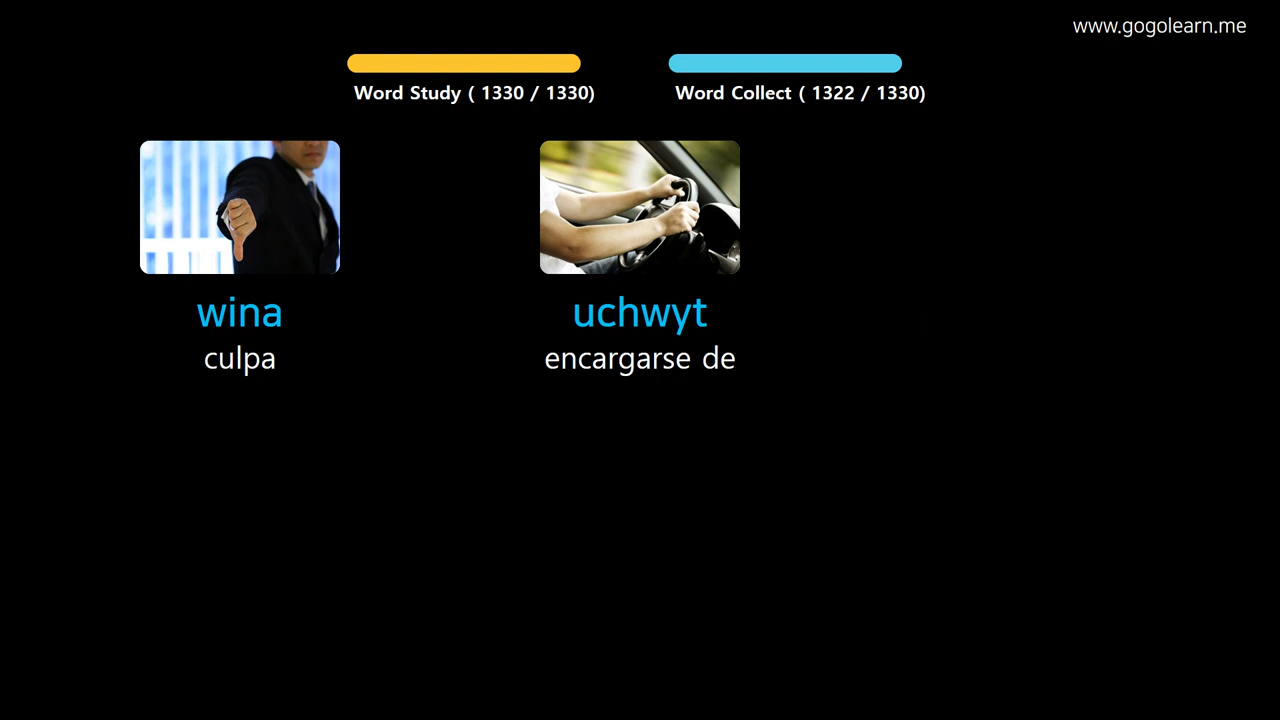 www.gogolearn.me
Word Study ( 1330 / 1330)
Word Collect ( 1322 / 1330)
wina
culpa
uchwyt
encargarse de